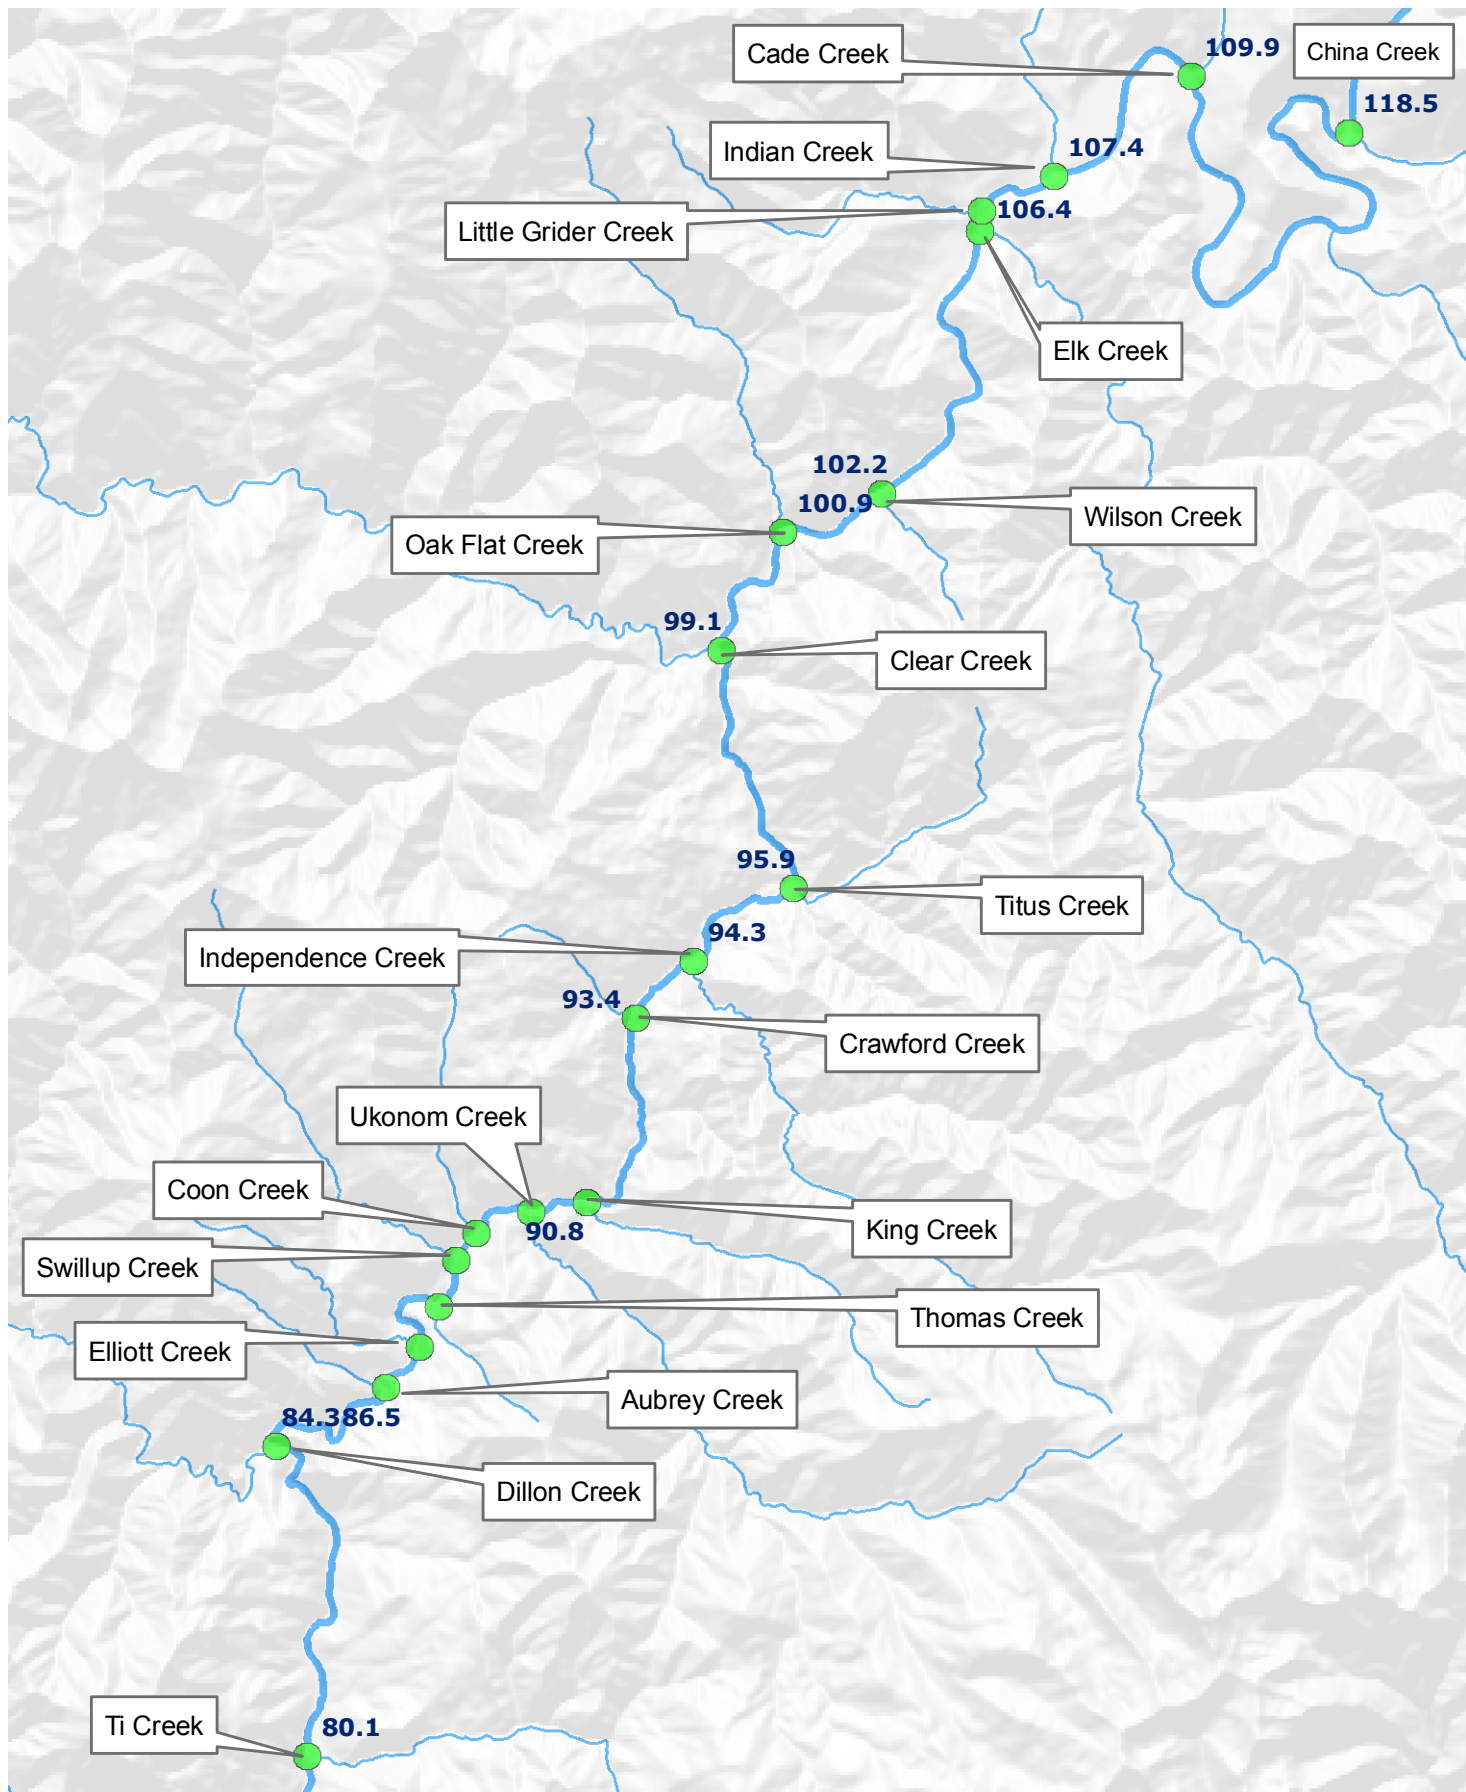 109.9
Cade Creek
China Creek
118.5
Indian Creek
107.4
Little Grider Creek
106.4
Elk Creek
102.2
100.9
Wilson Creek
Oak Flat Creek
99.1
Clear Creek
95.9
Titus Creek
94.3
Independence Creek
93.4
Crawford Creek
Ukonom Creek
Coon Creek
90.8
King Creek
Swillup Creek
Thomas Creek
Elliott Creek
Aubrey Creek
84.386.5
Dillon Creek
Ti Creek
80.1